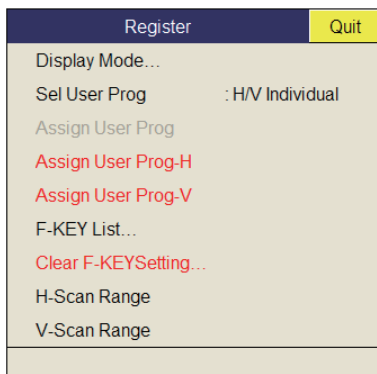 Register Quit
Display Mode...
Sel User Prog : H/V Individual
Assign User Prog
Assign User Prog-H
Assign User Prog-V
F-KEY List...
Clear F-KEYSetting...
H-Scan Range
V-Scan Range